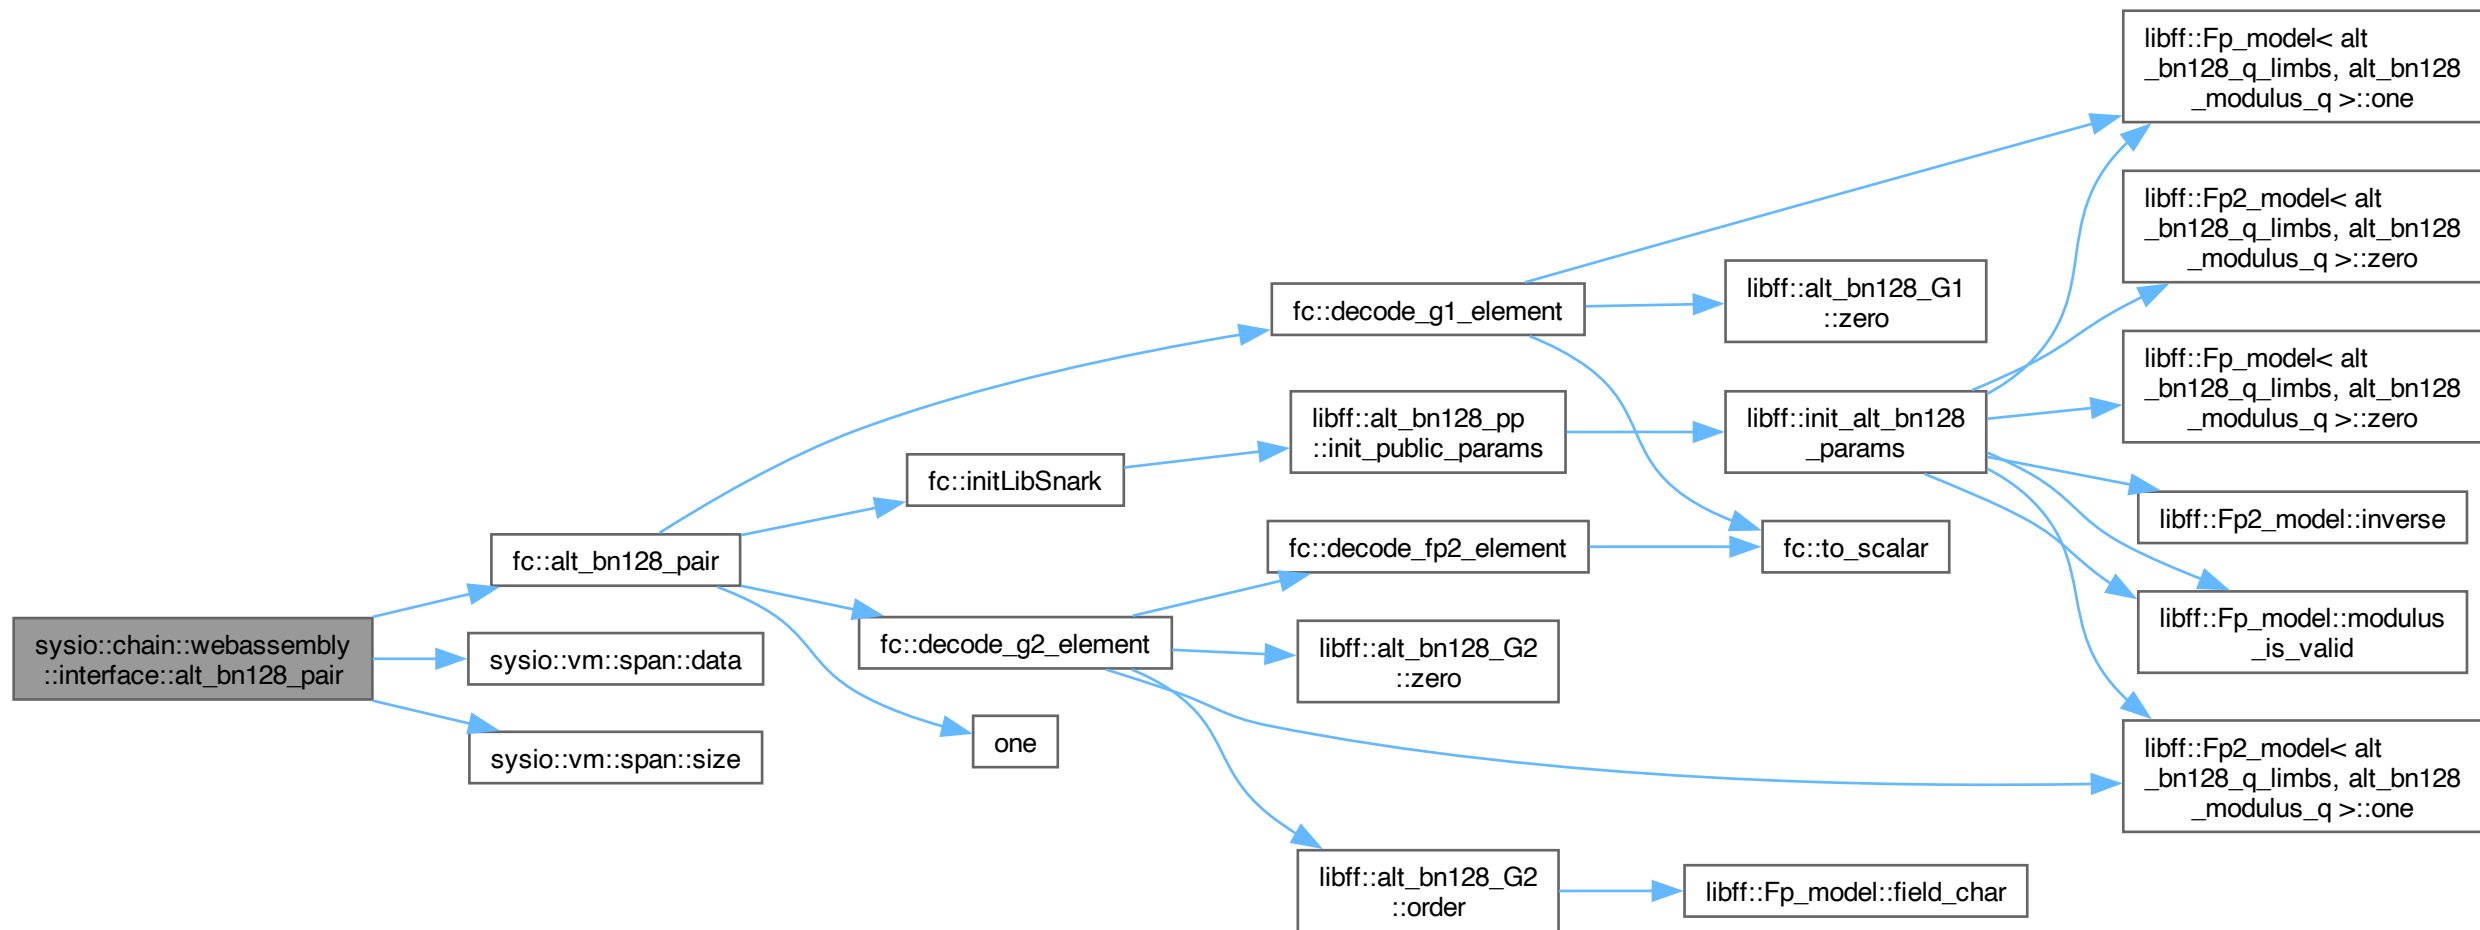 sysio::chain::webassembly
::interface::alt_bn128_pair
fc::alt_bn128_pair
sysio::vm::span::data
sysio::vm::span::size
fc::initLibSnark
fc::decode_g2_element
one
fc::decode_g1_element
libff::alt_bn128_pp
::init_public_params
fc::decode_fp2_element
libff::alt_bn128_G2
::zero
libff::alt_bn128_G2
::order
libff::alt_bn128_G1
::zero
libff::init_alt_bn128
_params
fc::to_scalar
libff::Fp_model::field_char
libff::Fp_model< alt
_bn128_q_limbs, alt_bn128
_modulus_q >::one
libff::Fp2_model< alt
_bn128_q_limbs, alt_bn128
_modulus_q >::zero
libff::Fp_model< alt
_bn128_q_limbs, alt_bn128
_modulus_q >::zero
libff::Fp2_model::inverse
libff::Fp_model::modulus
_is_valid
libff::Fp2_model< alt
_bn128_q_limbs, alt_bn128
_modulus_q >::one